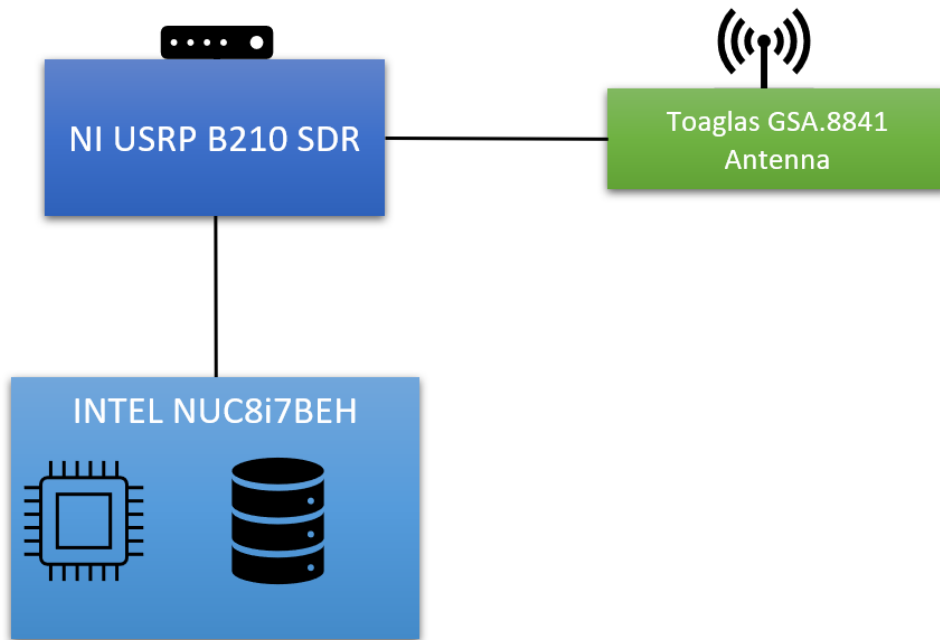 NI USRP B210 SDR
Toaglas GSA.8841
Antenna
INTEL NUC8i7BEH